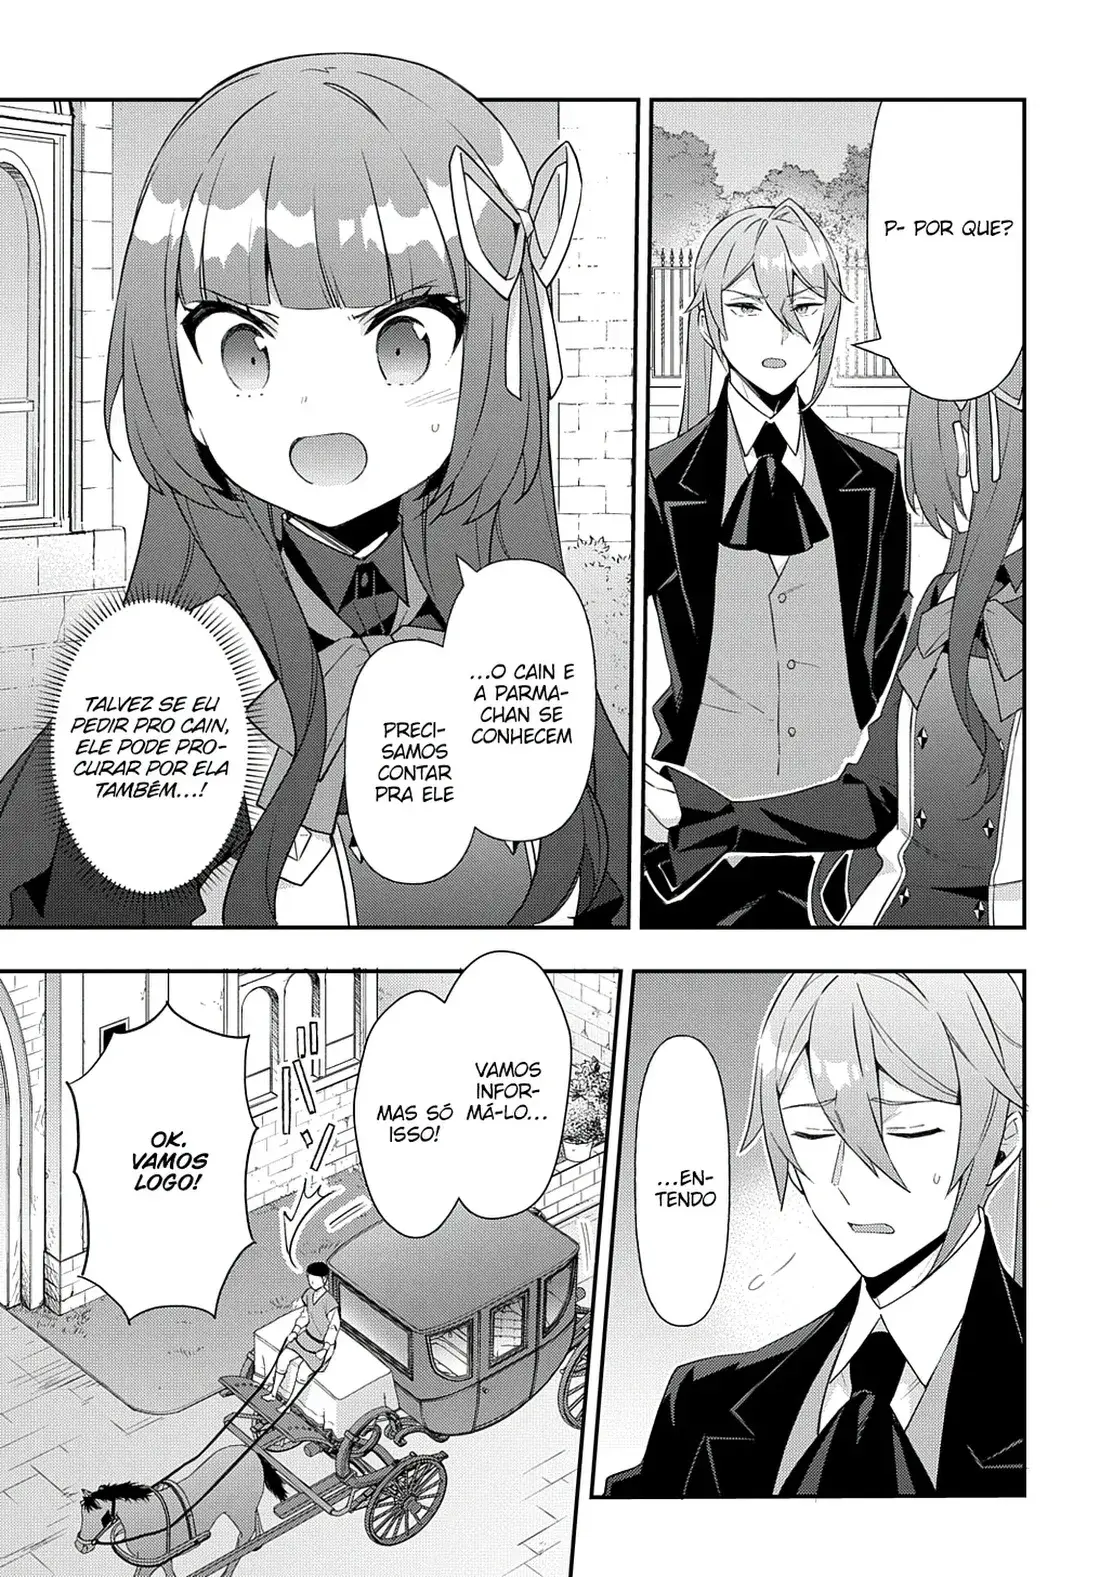 P- POR QUE?
...O CAIN E
A PARMA-
CHAN SE
CONHECEM
PRECI-
SAMOS
CONTAR
PRA ELE
TALVEZ SE EU
PEDIR PRO CAIN,
ELE PODE PRO-
CURAR POR ELA
TAMBÉM...!
...EN-
TENDO
VAMOS
INFOR-
MÁ-LO...
MAS SÓ
ISSO!
OK.
VAMOS
LOGO!